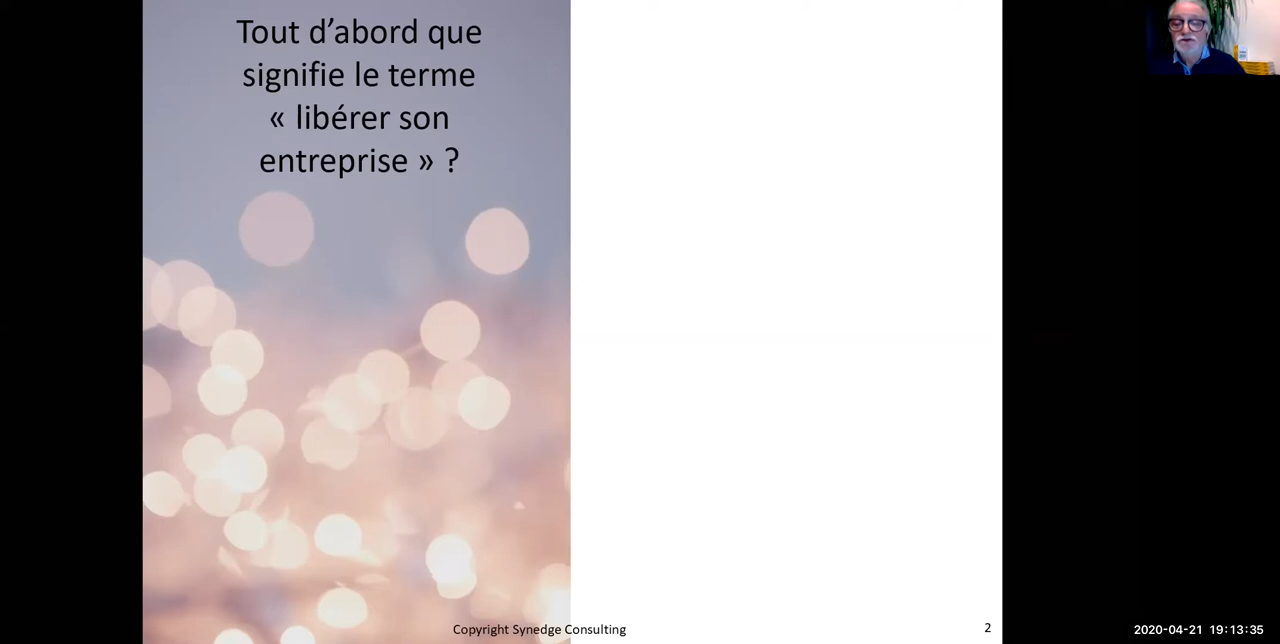 Tout d’abord que
signifie le terme
« libérer son
entreprise » ?
Copyright Synedge Consulting
2
2020-04-21 19:13:35